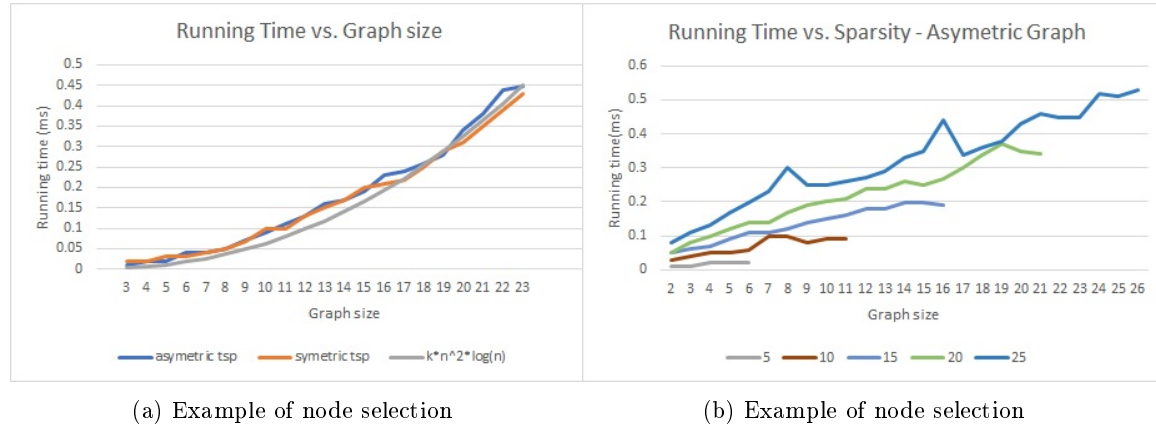 Running Time vs. Graph size
0.5
0.45
0.4
0.35
0.3
0.25
0.2
0.15
0.1
0.05
0
Running time (ms)
3 4 5 6 7 8 9 10 11 12 13 14 15 16 17 18 19 20 21 22 23
Graph size
asymetric tsp symetric tsp k*n^2*log(n)
(a) Example of node selection
Running Time vs. Sparsity - Asymetric Graph
0.6
0.5
0.4
0.3
0.2
0.1
0
Running time(ms)
2 3 4 5 6 7 8 9 10 11 12 13 14 15 16 17 18 19 20 21 22 23 24 25 26
Graph size
5 10 15 20 25
(b) Example of node selection